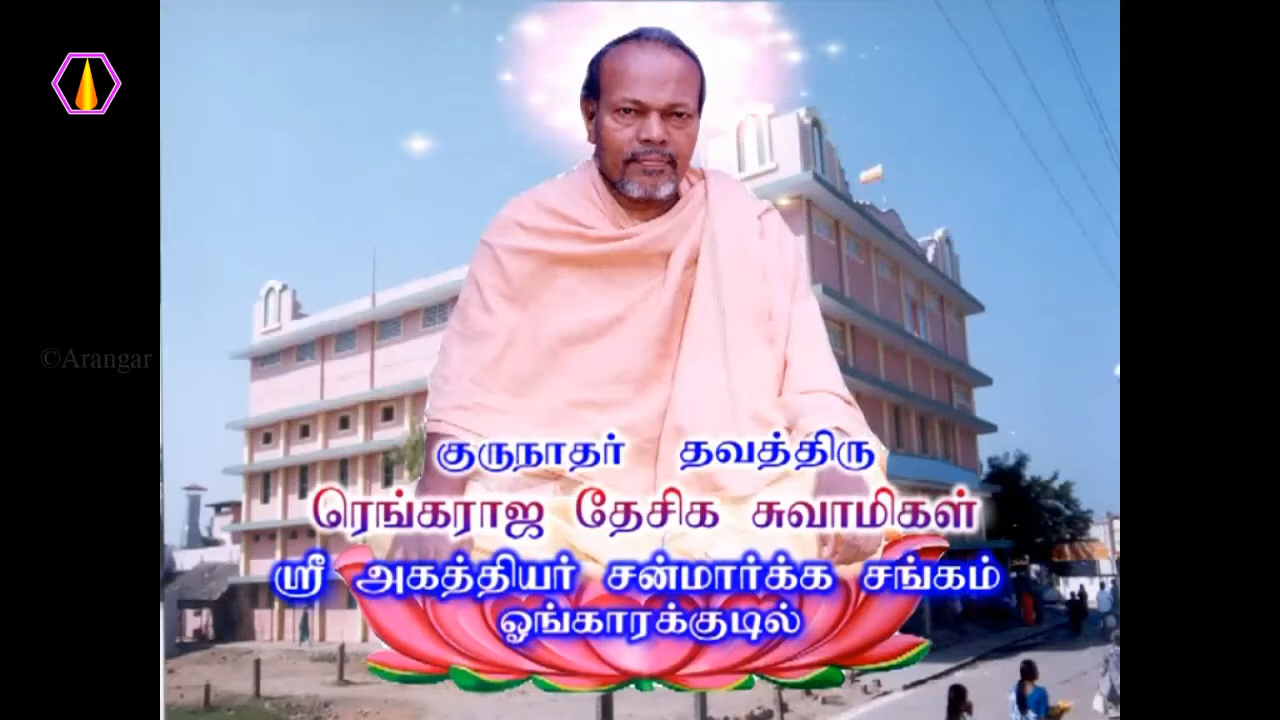 ©Arangar
குருநாதர் தவத்திரு
ரெங்கராஜ தேசிக சுவாமிகள்
ஸ்ரீ அகத்தியர் சன்மார்க்க சங்கம்
ஓங்காரக்குடில்